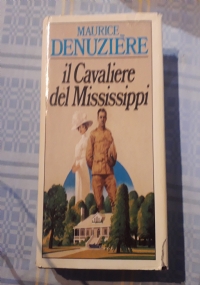 MAURICE
DENUZIÈRE
il Cavaliere
del Mississippi